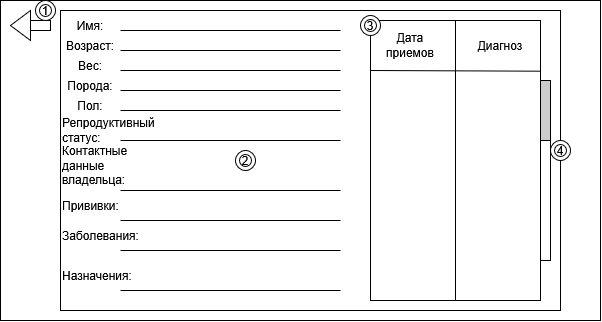 ①
Имя:
Возраст:
Вес:
Порода:
Пол:
Репродуктивный
статус:
Контактные
данные
владельца:
②
Прививки:
Заболевания:
Назначения:
③
Дата
приемов
Диагноз
④